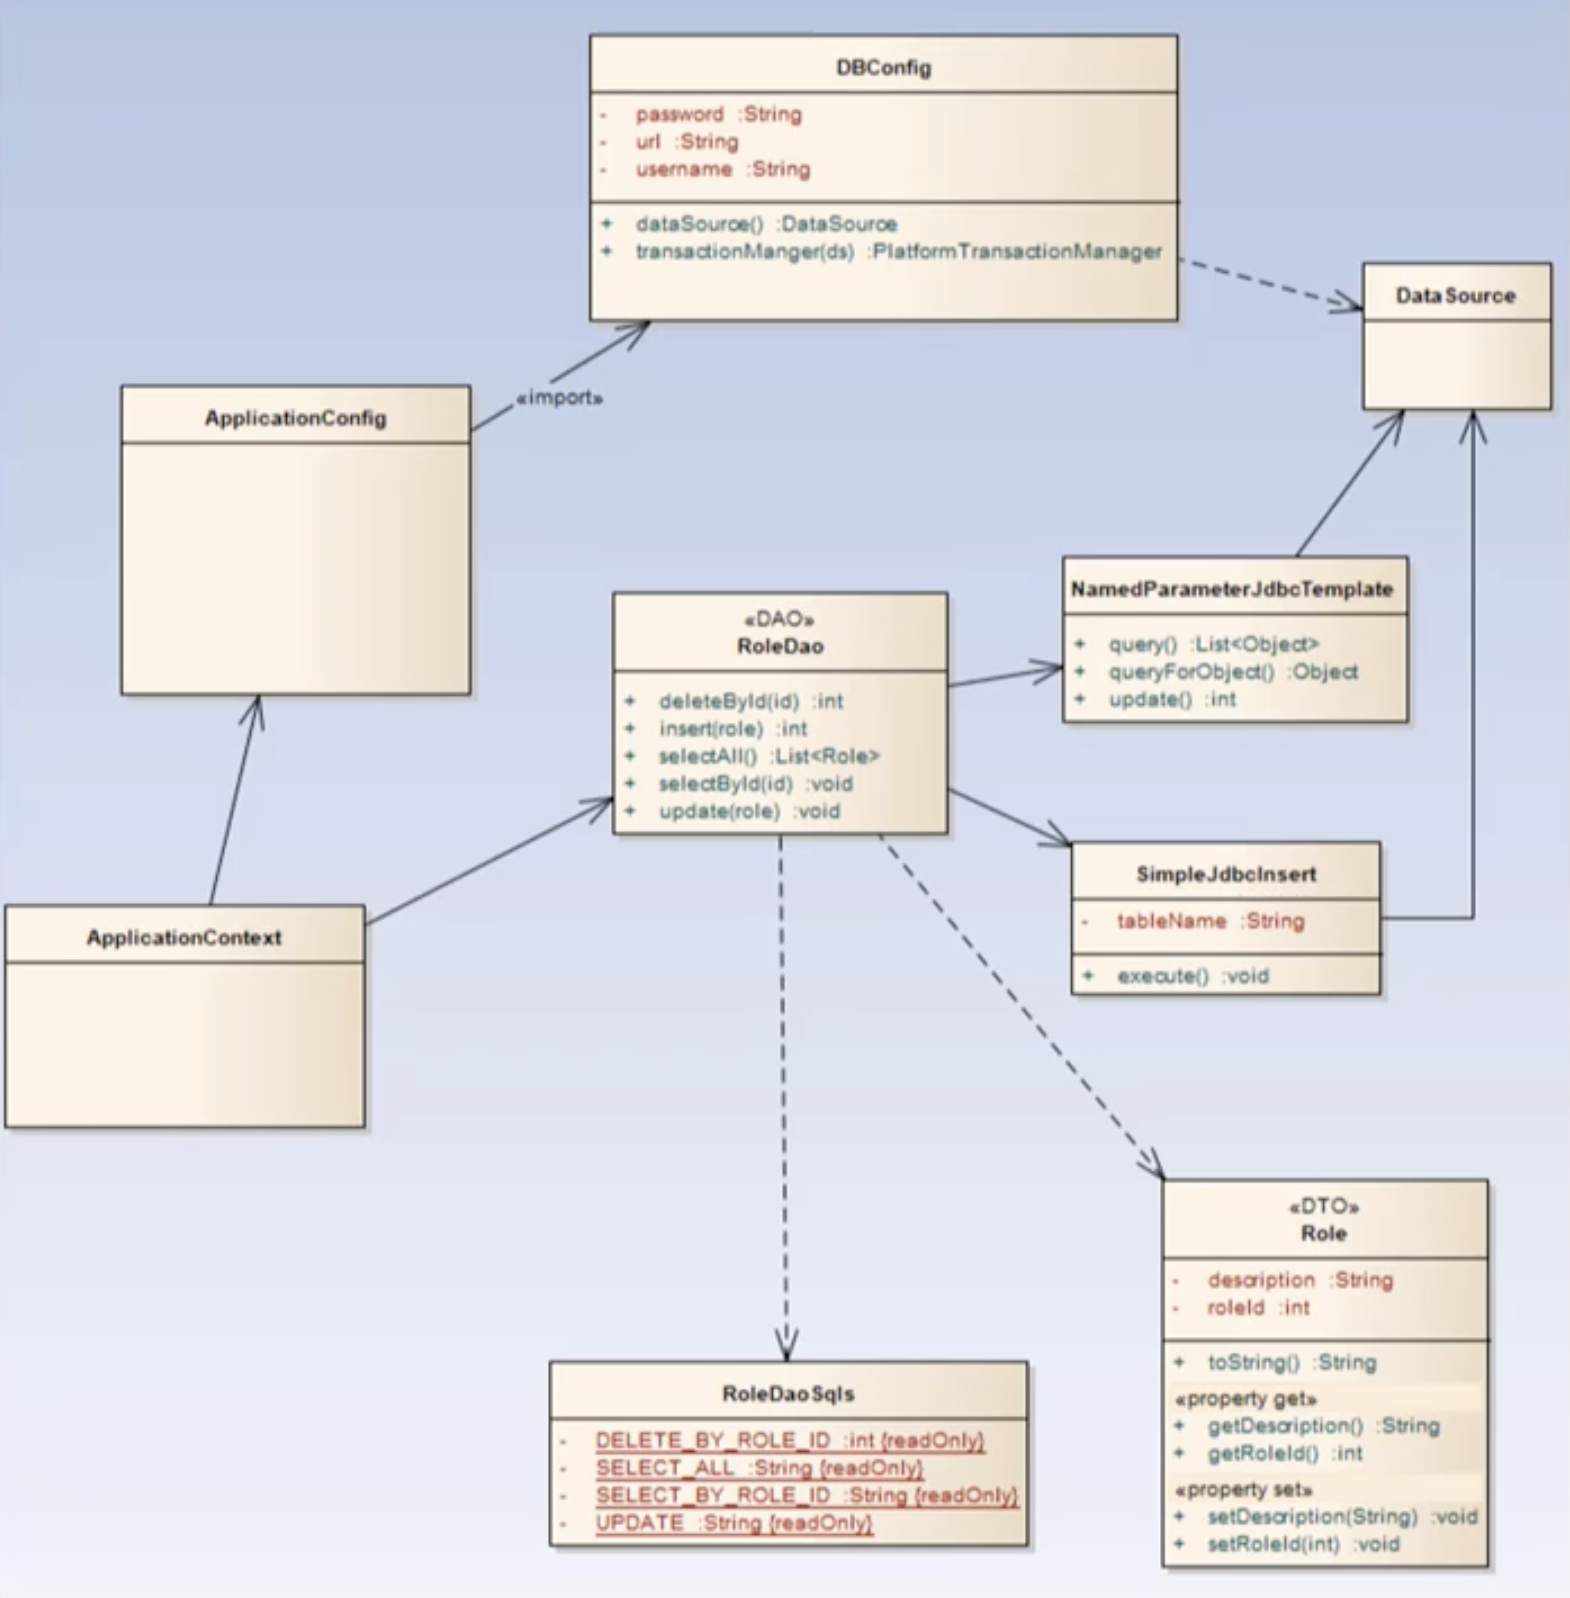 DBConfig
- password :String
- url :String
- username :String
+ dataSource() :DataSource
+ transactionManger(ds) :PlatformTransactionManager
DataSource
«import»
ApplicationConfig
NamedParameterJdbcTemplate
+ query() :List<Object>
+ queryForObject() :Object
+ update() :int
«DAO»
RoleDao
+ deleteById(id) :int
+ insert(role) :int
+ selectAll() :List<Role>
+ selectById(id) :void
+ update(role) :void
SimpleJdbcInsert
- tableName :String
+ execute() :void
ApplicationContext
«DTO»
Role
- description :String
- roleId :int
+ toString() :String
«property get»
+ getDescription() :String
+ getRoleId() :int
«property set»
+ setDescription(String) :void
+ setRoleId(int) :void
RoleDaoSqls
- DELETE_BY_ROLE_ID :int {readOnly}
- SELECT_ALL :String {readOnly}
- SELECT_BY_ROLE_ID :String {readOnly}
- UPDATE :String {readOnly}